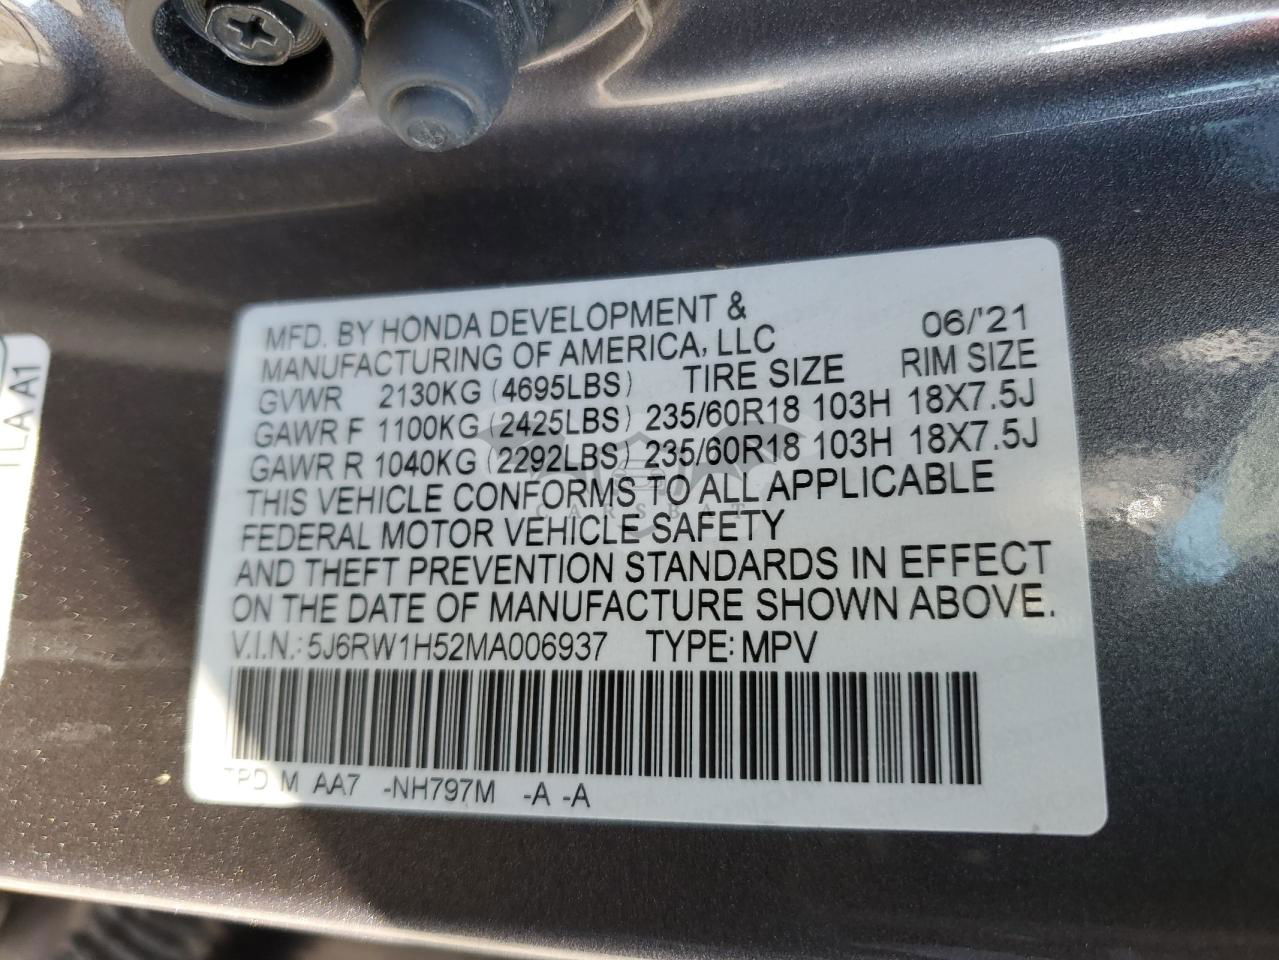 MFD. BY HONDA DEVELOPMENT & 06/'21
MANUFACTURING OF AMERICA, LLC
GVWR 2130KG (4695LBS) TIRE SIZE RIM SIZE
GAWR F 1100KG (2425LBS) 235/60R18 103H 18X7.5J
GAWR R 1040KG (2292LBS) 235/60R18 103H 18X7.5J
THIS VEHICLE CONFORMS TO ALL APPLICABLE
FEDERAL MOTOR VEHICLE SAFETY
AND THEFT PREVENTION STANDARDS IN EFFECT
ON THE DATE OF MANUFACTURE SHOWN ABOVE.
V.I.N.: 5J6RW1H52MA006937 TYPE: MPV
M AA7 -NH797M -A -A
CARSBAT
A1